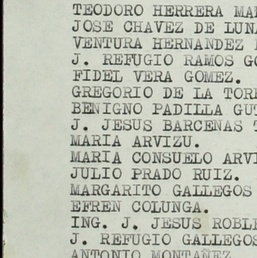 TEODORO HERRERA
JOSE CHAVEZ DE LUNA
VENTURA HERNANDEZ
J. REFUGIO RAMOS
FIDEL VERA GOMEZ.
GREGORIO DE LA
BENIGNO PADILLA
J. JESUS BARCENAS
MARIA ARVIZU.
MARIA CONSUELO
JULIO PRADO RUIZ.
MARGARITO GALLEGOS
EFREN COLUNGA.
ING. J. JESUS
J. REFUGIO GALLEGOS
ANTONIO MONTAÑEZ